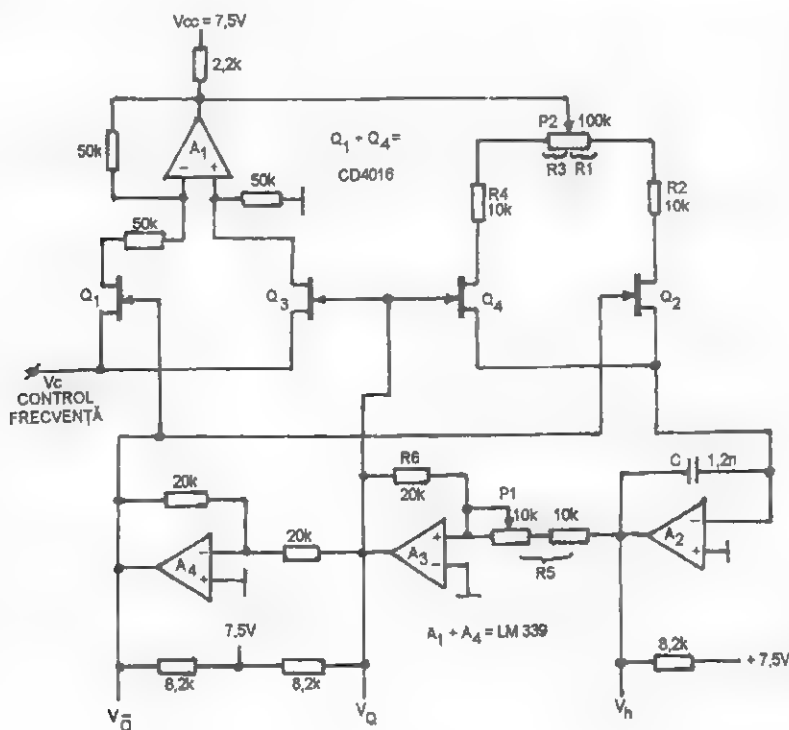 Vcc = 7,5V
2,2k
50k
A1
−
+
50k
50k
Q1 ÷ Q4 =
CD4016
P2
100k
R3
R1
R4
10k
R2
10k
Q1
Q3
Q4
Q2
Vc
CONTROL
FRECVENȚĂ
20k
R6
20k
P1
10k
10k
R5
C
1,2n
A4
−
+
20k
A3
+
−
A2
−
+
7,5V
8,2k
8,2k
A1 ÷ A4 = LM 339
8,2k
+ 7,5V
VQ̅
VQ
Vh